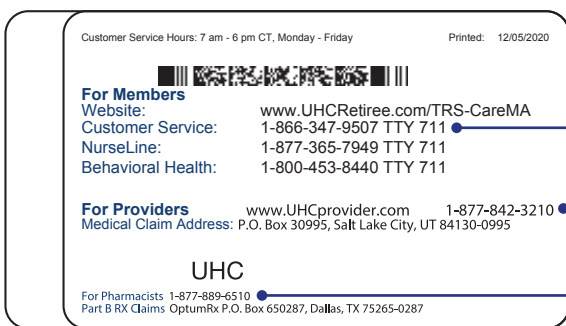 Customer Service Hours: 7 am - 6 pm CT, Monday - Friday Printed: 12/05/2020
For Members
Website: www.UHCRetiree.com/TRS-CareMA
Customer Service: 1-866-347-9507 TTY 711
NurseLine: 1-877-365-7949 TTY 711
Behavioral Health: 1-800-453-8440 TTY 711
For Providers www.UHCprovider.com 1-877-842-3210
Medical Claim Address: P.O. Box 30995, Salt Lake City, UT 84130-0995
UHC
For Pharmacists 1-877-889-6510
Part B RX Claims OptumRx P.O. Box 650287, Dallas, TX 75265-0287